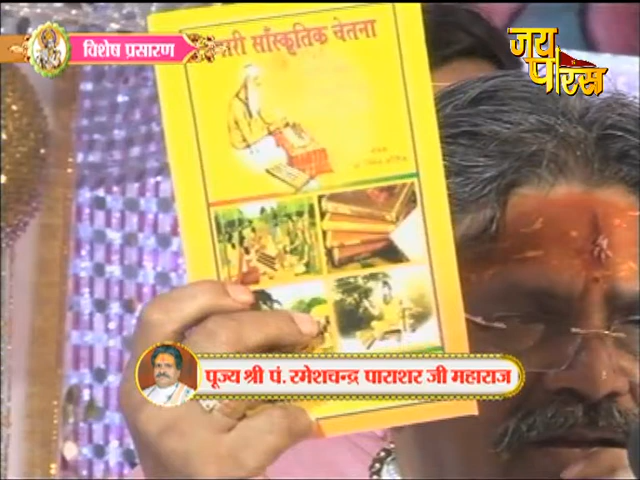 विशेष प्रसारण
जय
पारस
सांस्कृतिक चेतना
पूज्य श्री पं. रमेशचन्द्र पाराशर जी महाराज